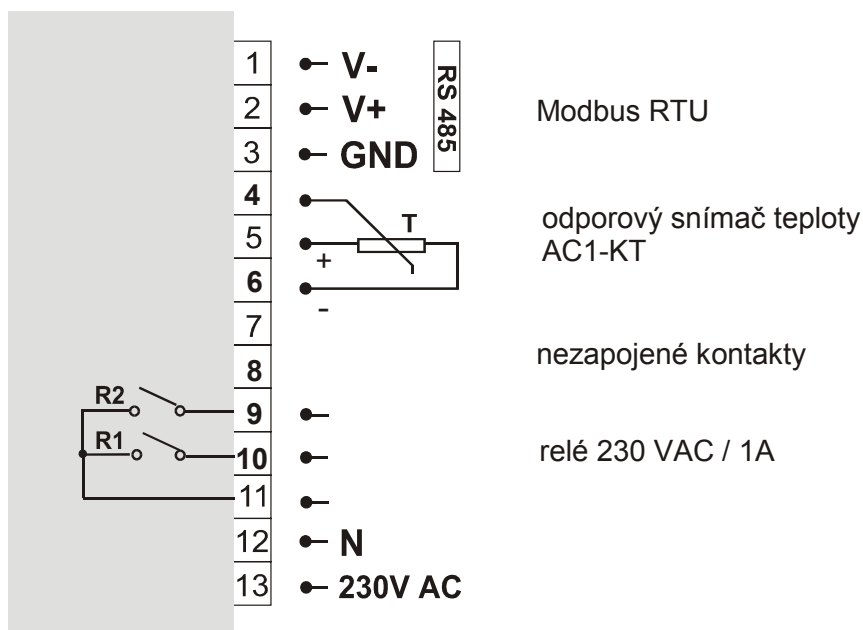 1 V-
2 V+
3 GND
RS 485
Modbus RTU
4
5 T
+
6
-
odporový snímač teploty
AC1-KT
7
8
nezapojené kontakty
R2
9
R1
10
relé 230 VAC / 1A
11
12 N
13 230V AC